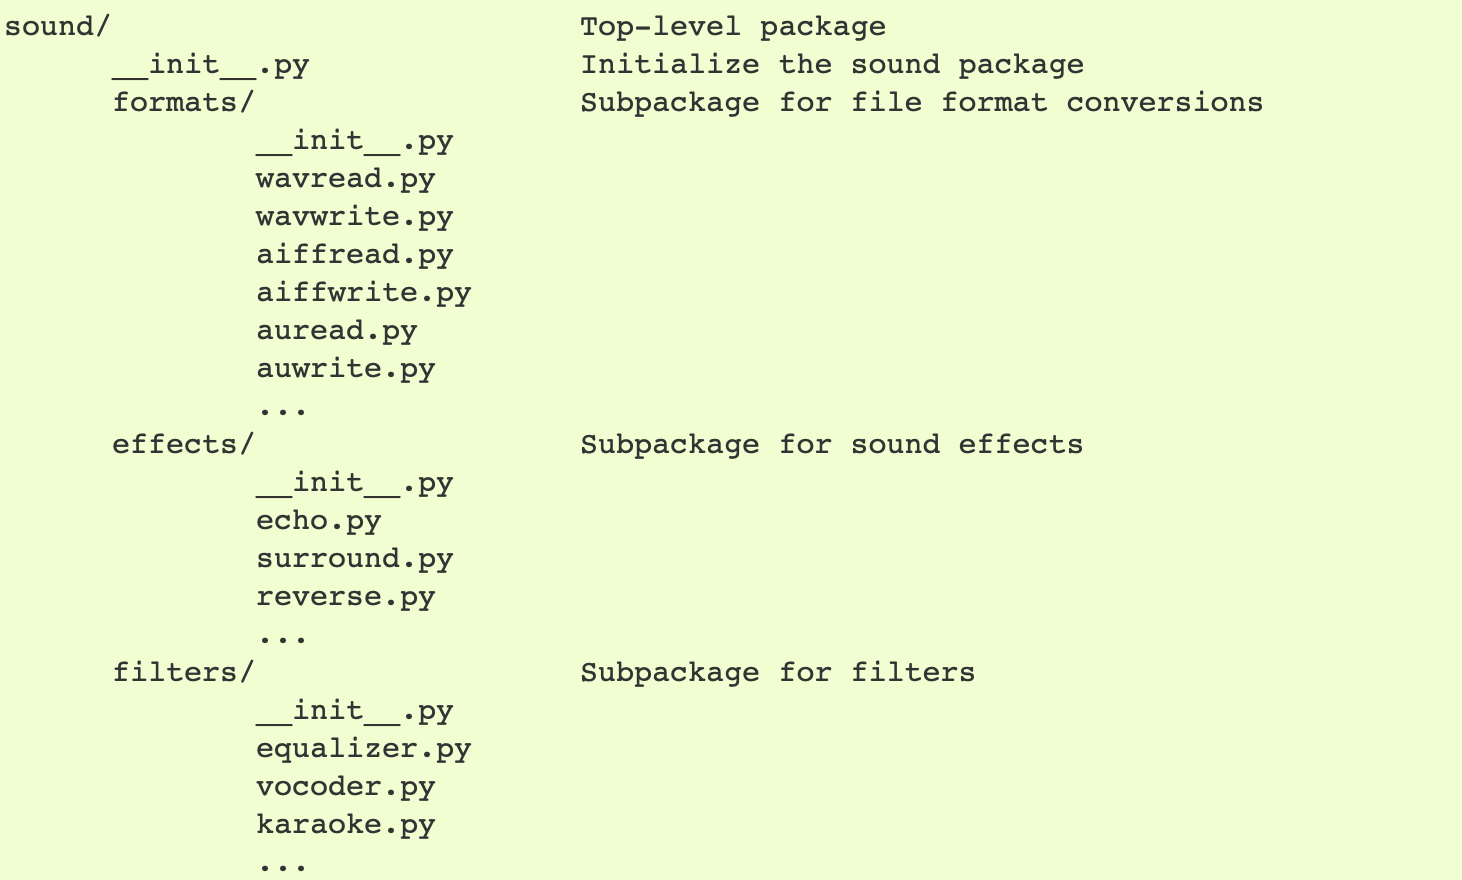 sound/                          Top-level package
      __init__.py               Initialize the sound package
      formats/                  Subpackage for file format conversions
              __init__.py
              wavread.py
              wavwrite.py
              aiffread.py
              aiffwrite.py
              auread.py
              auwrite.py
              ...
      effects/                  Subpackage for sound effects
              __init__.py
              echo.py
              surround.py
              reverse.py
              ...
      filters/                  Subpackage for filters
              __init__.py
              equalizer.py
              vocoder.py
              karaoke.py
              ...